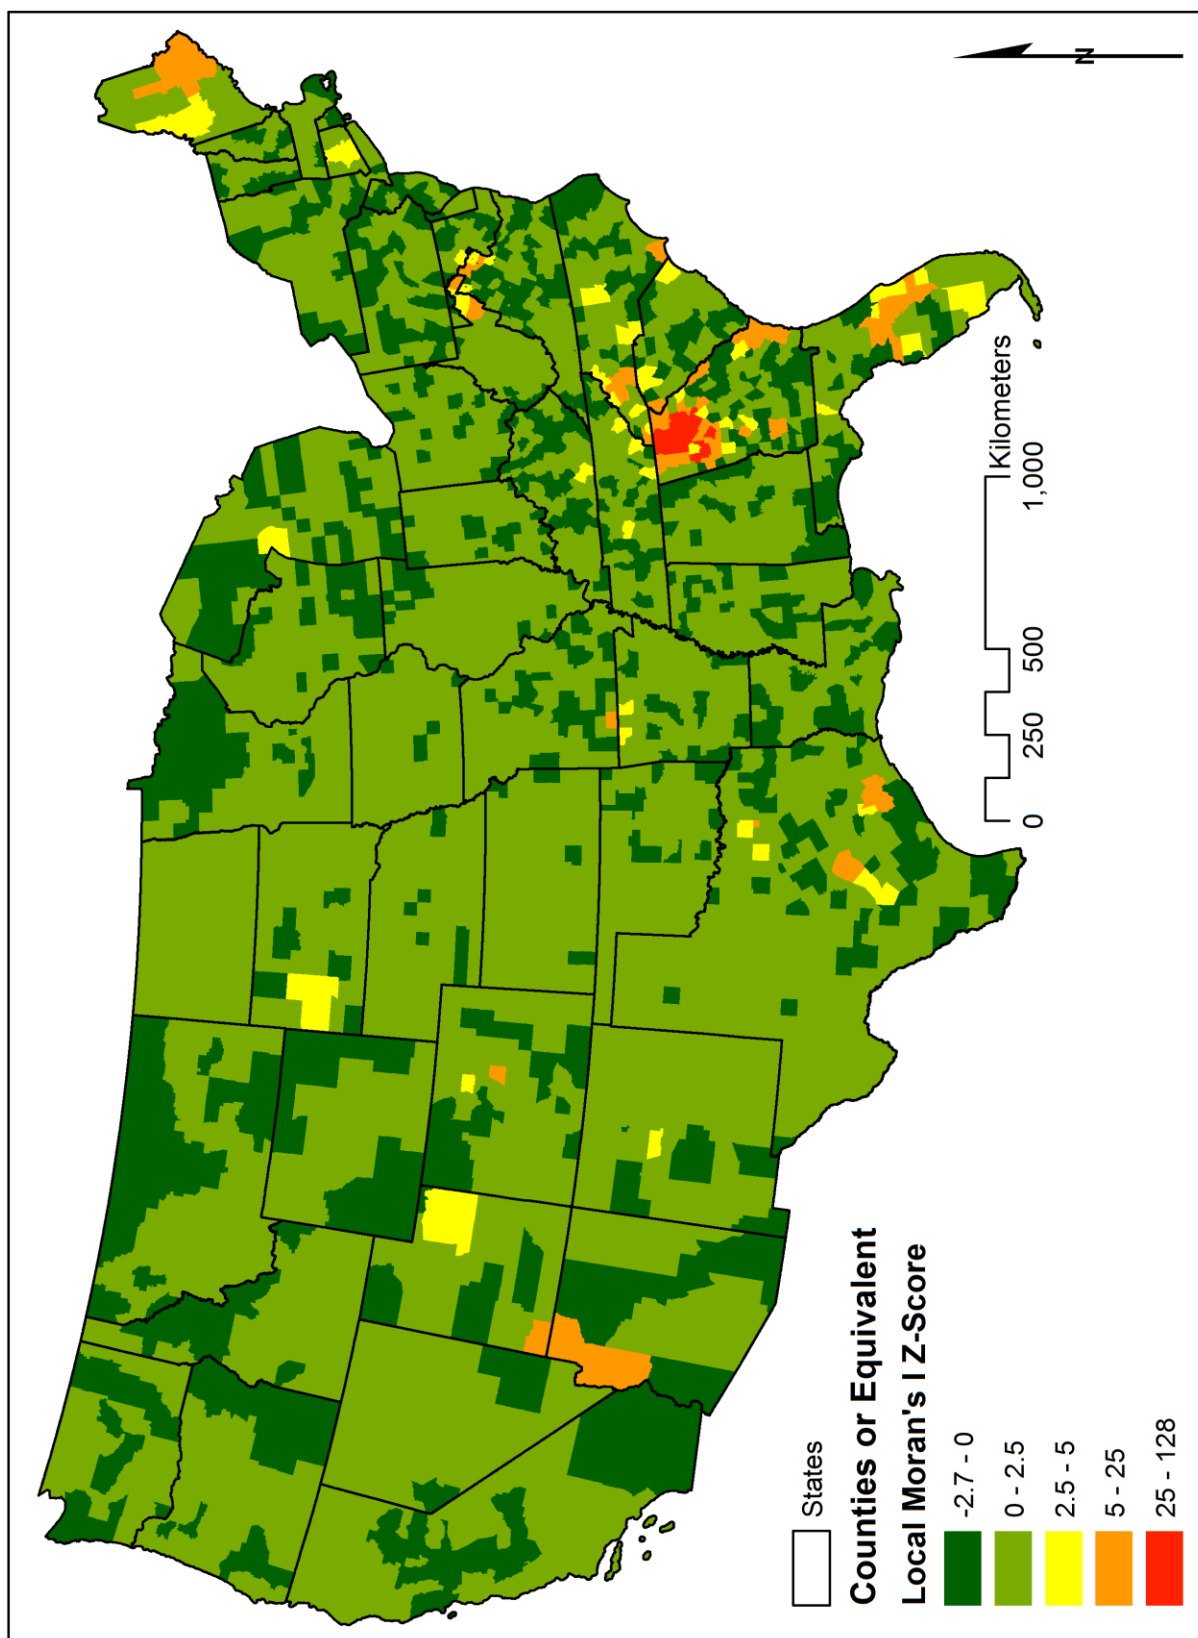 N
Kilometers
0 250 500 1,000
States
Counties or Equivalent
Local Moran's I Z-Score
-2.7 - 0
0 - 2.5
2.5 - 5
5 - 25
25 - 128